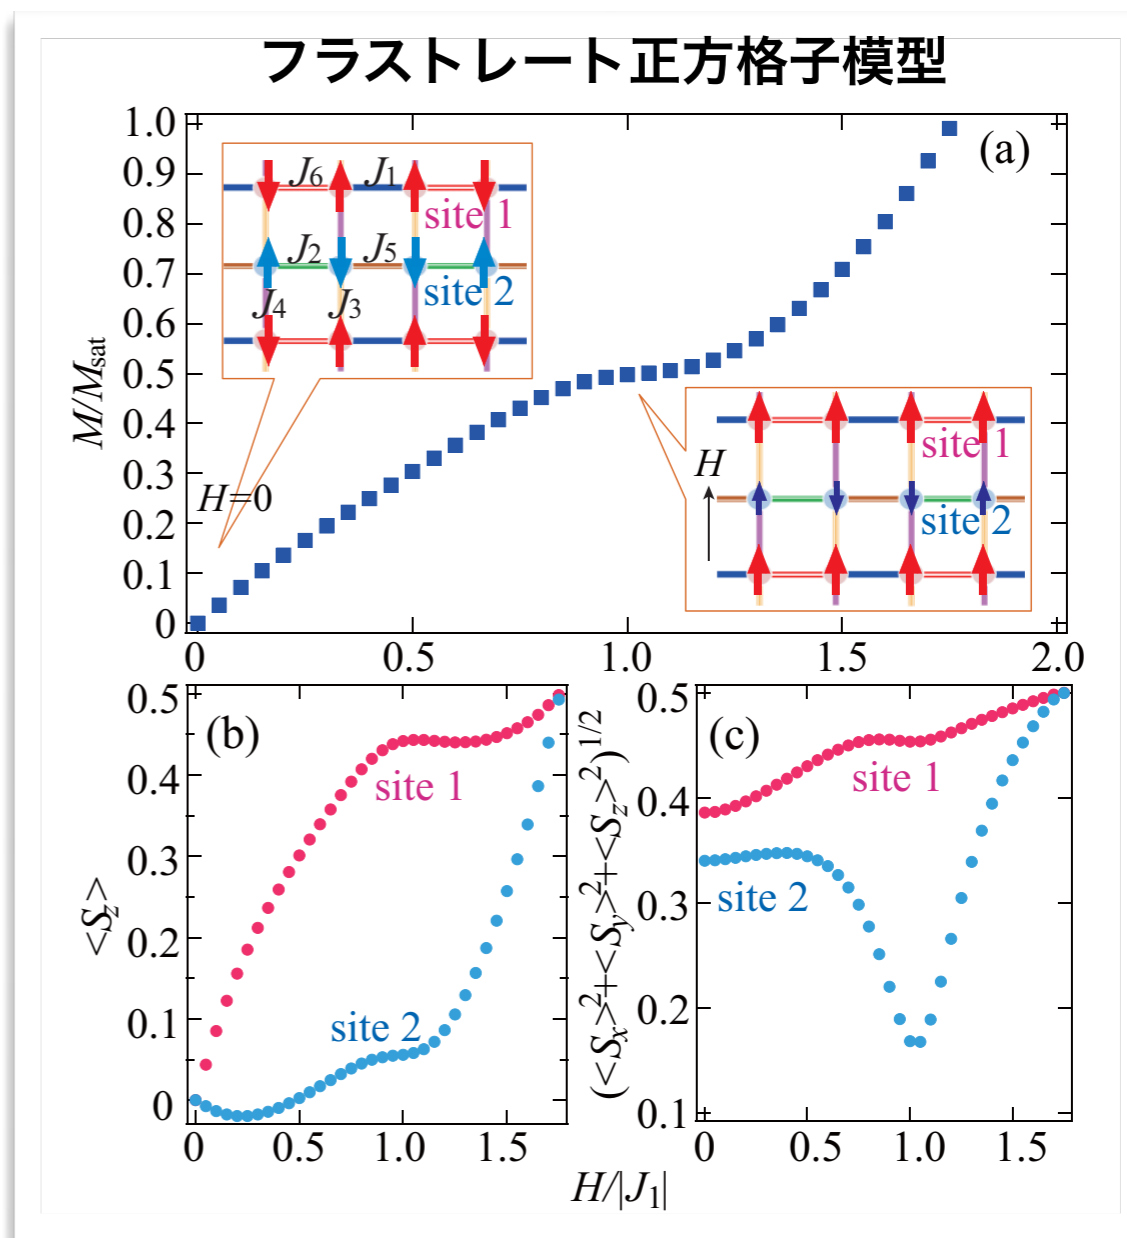 フラストレート正方格子模型
(a)
M/Msat
1.0
0.9
0.8
0.7
0.6
0.5
0.4
0.3
0.2
0.1
0
J6 J1
site 1
J2 J5
site 2
J4 J3
H=0
H
site 1
site 2
0 0.5 1.0 1.5 2.0
(b)
<Sz>
0.5
0.4
0.3
0.2
0.1
0
site 1
site 2
0 0.5 1.0 1.5
(c)
(<Sx>2+<Sy>2+<Sz>2)1/2
0.5
0.4
0.3
0.2
0.1
site 1
site 2
0 0.5 1.0 1.5
H/|J1|